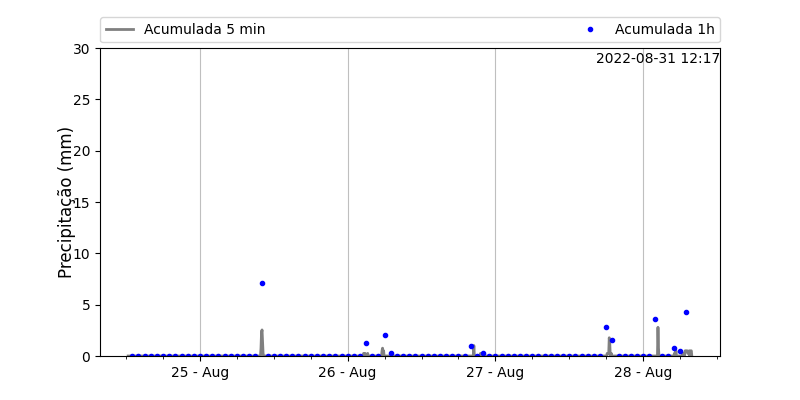 Acumulada 5 min
Acumulada 1h
2022-08-31 12:17
Precipitação (mm)
30
25
20
15
10
5
0
25 - Aug
26 - Aug
27 - Aug
28 - Aug